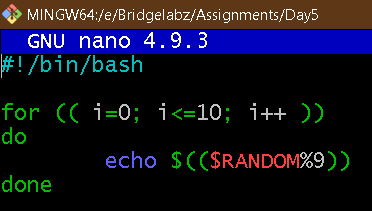 MINGW64:/e/Bridgelabz/Assignments/Day5
GNU nano 4.9.3
#!/bin/bash
for (( i=0; i<=10; i++ ))
do
echo $(($RANDOM%9))
done